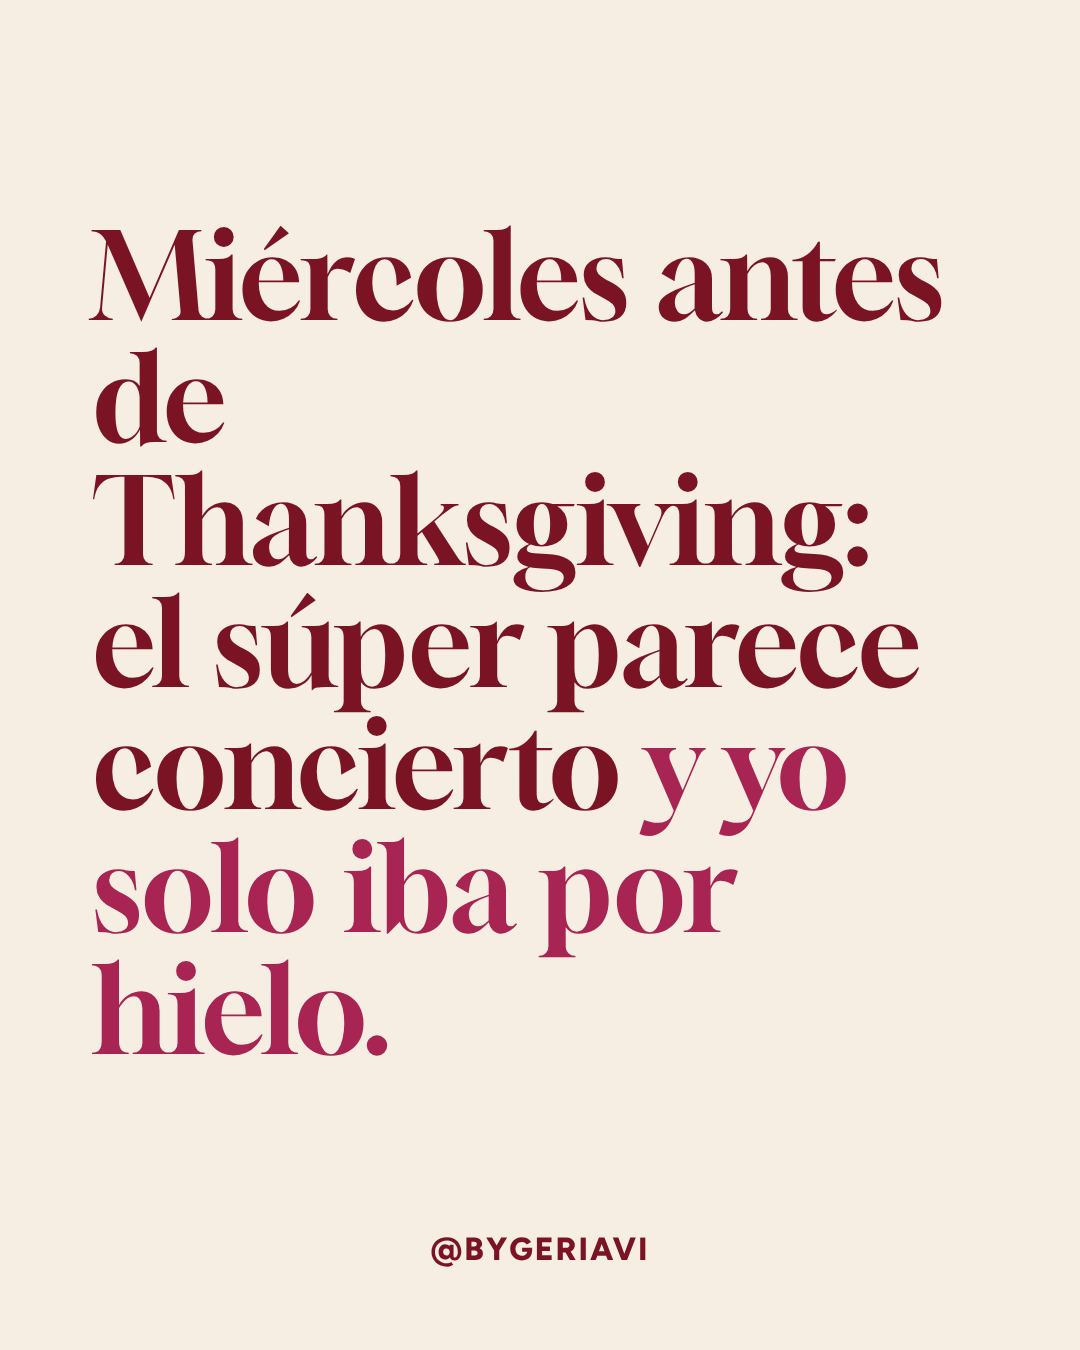 Miércoles antes
de
Thanksgiving:
el súper parece
concierto y yo
solo iba por
hielo.
@BYGERIAVI